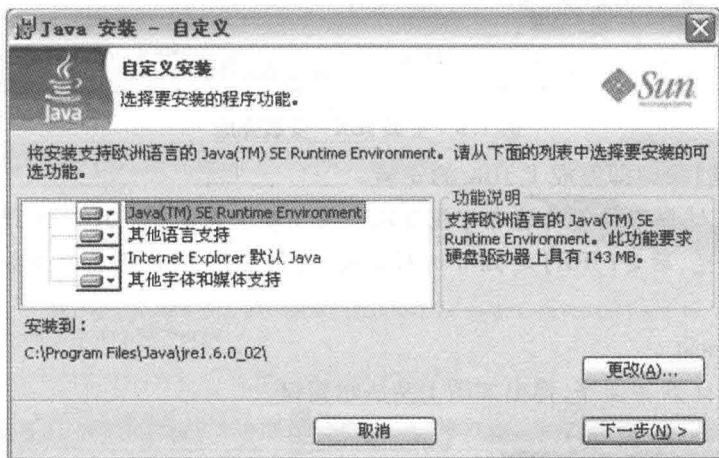 Java 安装 - 自定义
自定义安装
选择要安装的程序功能。
Java
Sun
将安装支持欧洲语言的 Java(TM) SE Runtime Environment。请从下面的列表中选择要安装的可
选功能。
Java(TM) SE Runtime Environment
其他语言支持
Internet Explorer 默认 Java
其他字体和媒体支持
功能说明
支持欧洲语言的 Java(TM) SE
Runtime Environment。此功能要求
硬盘驱动器上具有 143 MB。
安装到：
C:\Program Files\Java\jre1.6.0_02\
更改(A)...
取消
下一步(N) >